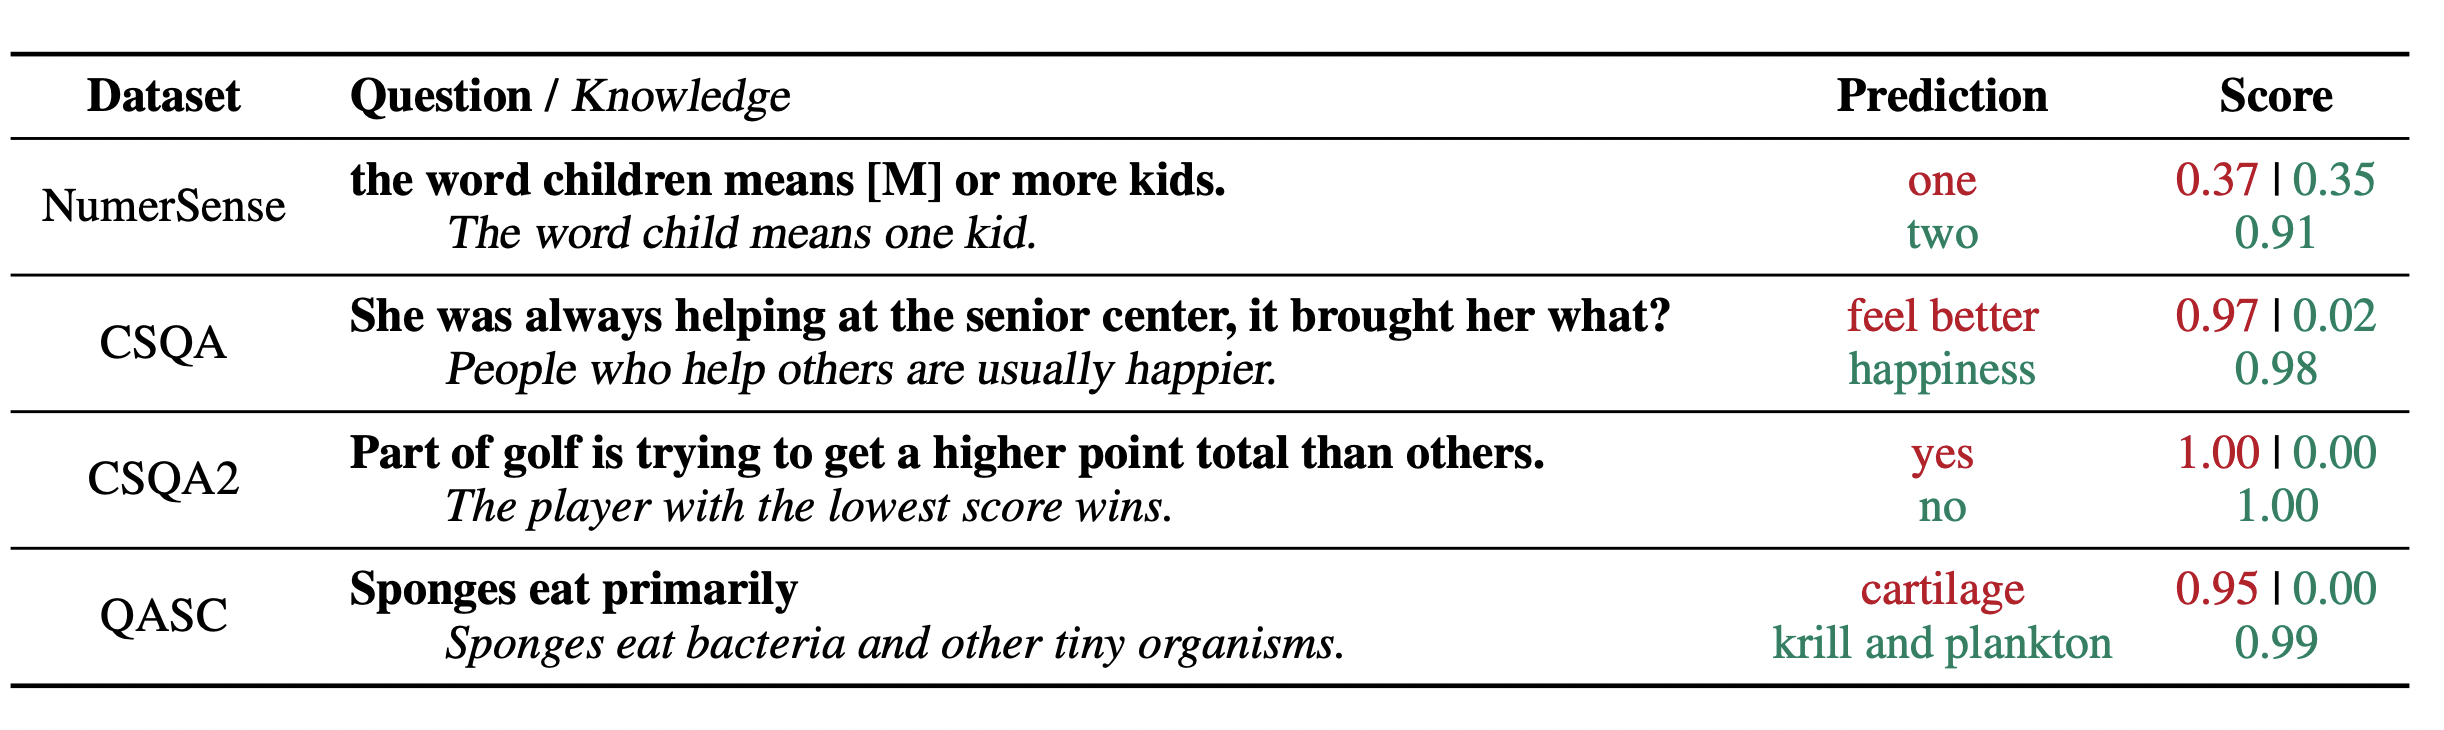 Dataset Question / Knowledge Prediction Score
NumerSense the word children means [M] or more kids. one 0.37 | 0.35
The word child means one kid. two 0.91
CSQA She was always helping at the senior center, it brought her what? feel better 0.97 | 0.02
People who help others are usually happier. happiness 0.98
CSQA2 Part of golf is trying to get a higher point total than others. yes 1.00 | 0.00
The player with the lowest score wins. no 1.00
QASC Sponges eat primarily cartilage 0.95 | 0.00
Sponges eat bacteria and other tiny organisms. krill and plankton 0.99